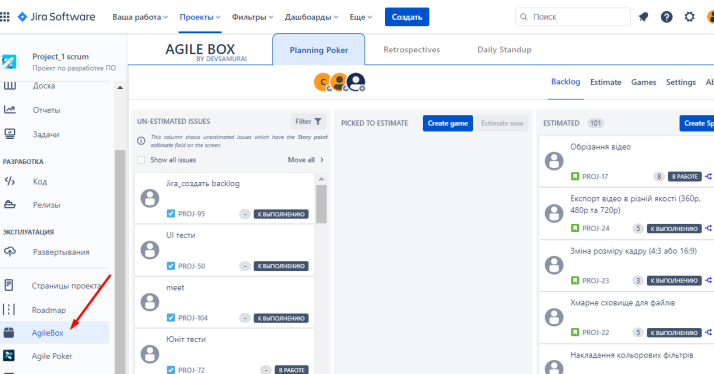 Jira Software
Ваша работа
Проекты
Фильтры
Дашборды
Еще
Создать
Поиск
Project_1 scrum
Проект по разработке ПО
Доска
Отчеты
Задачи
РАЗРАБОТКА
Код
Релизы
ЭКСПЛУАТАЦИЯ
Развертывания
Страницы проекта
Roadmap
AgileBox
Agile Poker
AGILE BOX
BY DEVSAMURAI
Planning Poker
Retrospectives
Daily Standup
C
Backlog
Estimate
Games
Settings
UN-ESTIMATED ISSUES
Filter
This column shows unestimated issues which have the Story point
estimate field on the screen.
Show all issues
Move all
Jira_создать backlog
PROJ-95
-
К ВЫПОЛНЕНИЮ
UI тести
PROJ-50
-
К ВЫПОЛНЕНИЮ
meet
PROJ-104
-
К ВЫПОЛНЕНИЮ
Юніт тести
PROJ-72
-
В РАБОТЕ
PICKED TO ESTIMATE
Create game
Estimate now
ESTIMATED
101
Create Sp
Обрізання відео
PROJ-17
8
В РАБОТЕ
Експорт відео в різній якості (360p,
480p та 720p)
PROJ-24
5
К ВЫПОЛНЕНИЮ
Зміна розміру кадру (4:3 або 16:9)
PROJ-23
3
К ВЫПОЛНЕНИЮ
Хмарне сховище для файлів
PROJ-22
5
К ВЫПОЛНЕНИЮ
Накладання кольорових фільтрів